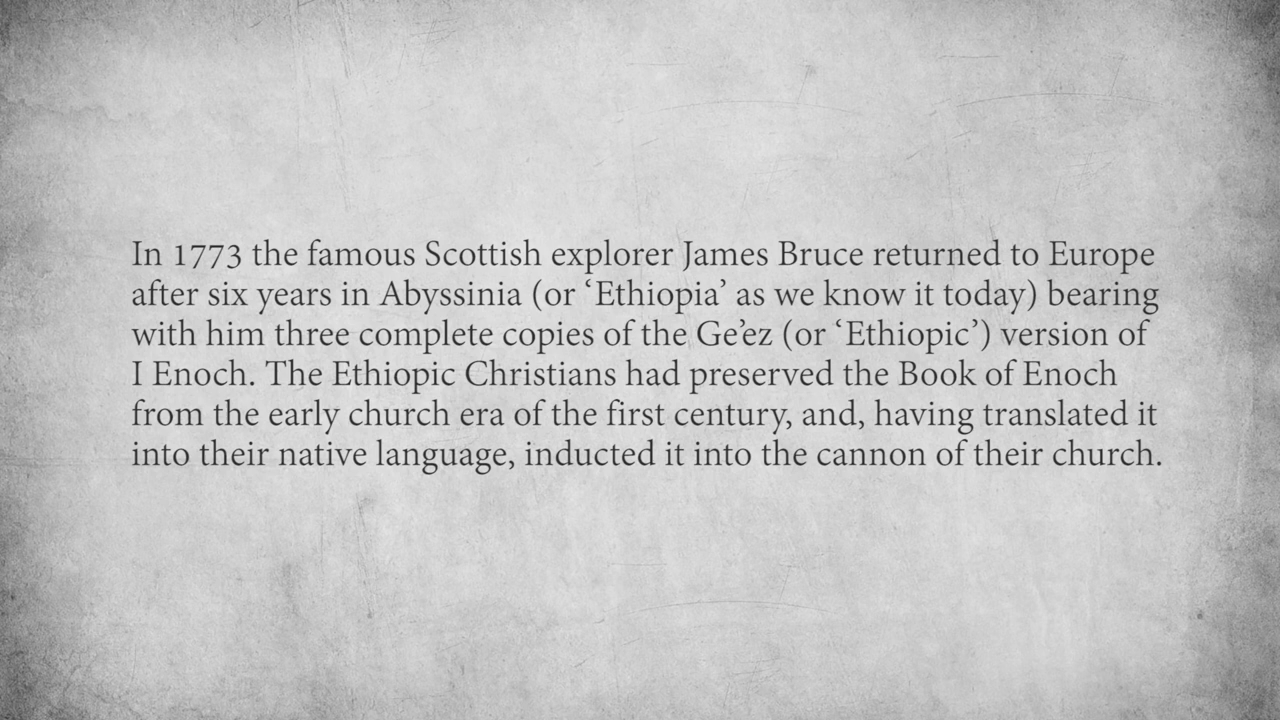 In 1773 the famous Scottish explorer James Bruce returned to Europe
after six years in Abyssinia (or ‘Ethiopia’ as we know it today) bearing
with him three complete copies of the Ge’ez (or ‘Ethiopic’) version of
I Enoch. The Ethiopic Christians had preserved the Book of Enoch
from the early church era of the first century, and, having translated it
into their native language, inducted it into the cannon of their church.